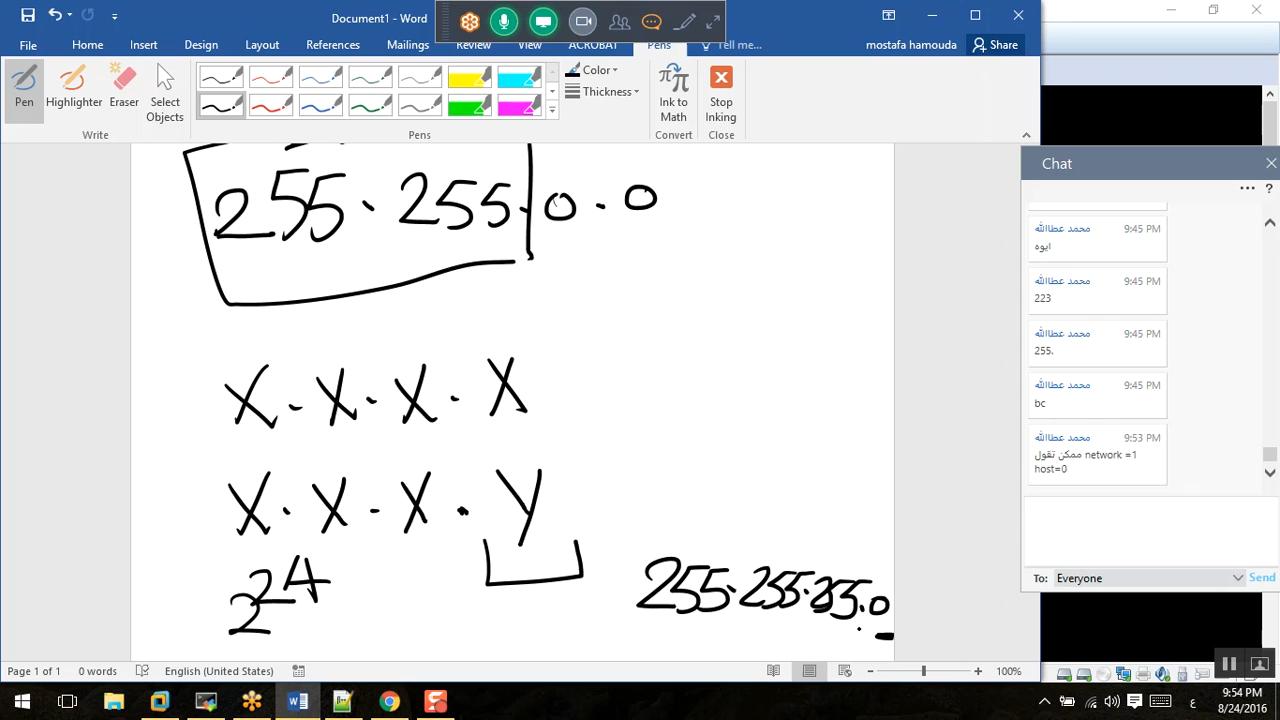 Document1 - Word
File Home Insert Design Layout References Mailings Review View ACROBAT Pens Tell me... mostafa hamouda Share
Pen Highlighter Eraser Select Objects Color Thickness Ink to Math Stop Inking
Write Pens Convert Close
Chat
255.255.0.0
محمد عطاالله 9:45 PM
ايوه
محمد عطاالله 9:45 PM
223
محمد عطاالله 9:45 PM
255.
محمد عطاالله 9:45 PM
bc
محمد عطاالله 9:53 PM
ممكن تقول network =1
host=0
X.X.X.X
X.X.X.Y
2 24
255.255.255.0
To: Everyone Send
Page 1 of 1 0 words English (United States) 100%
9:54 PM
8/24/2016